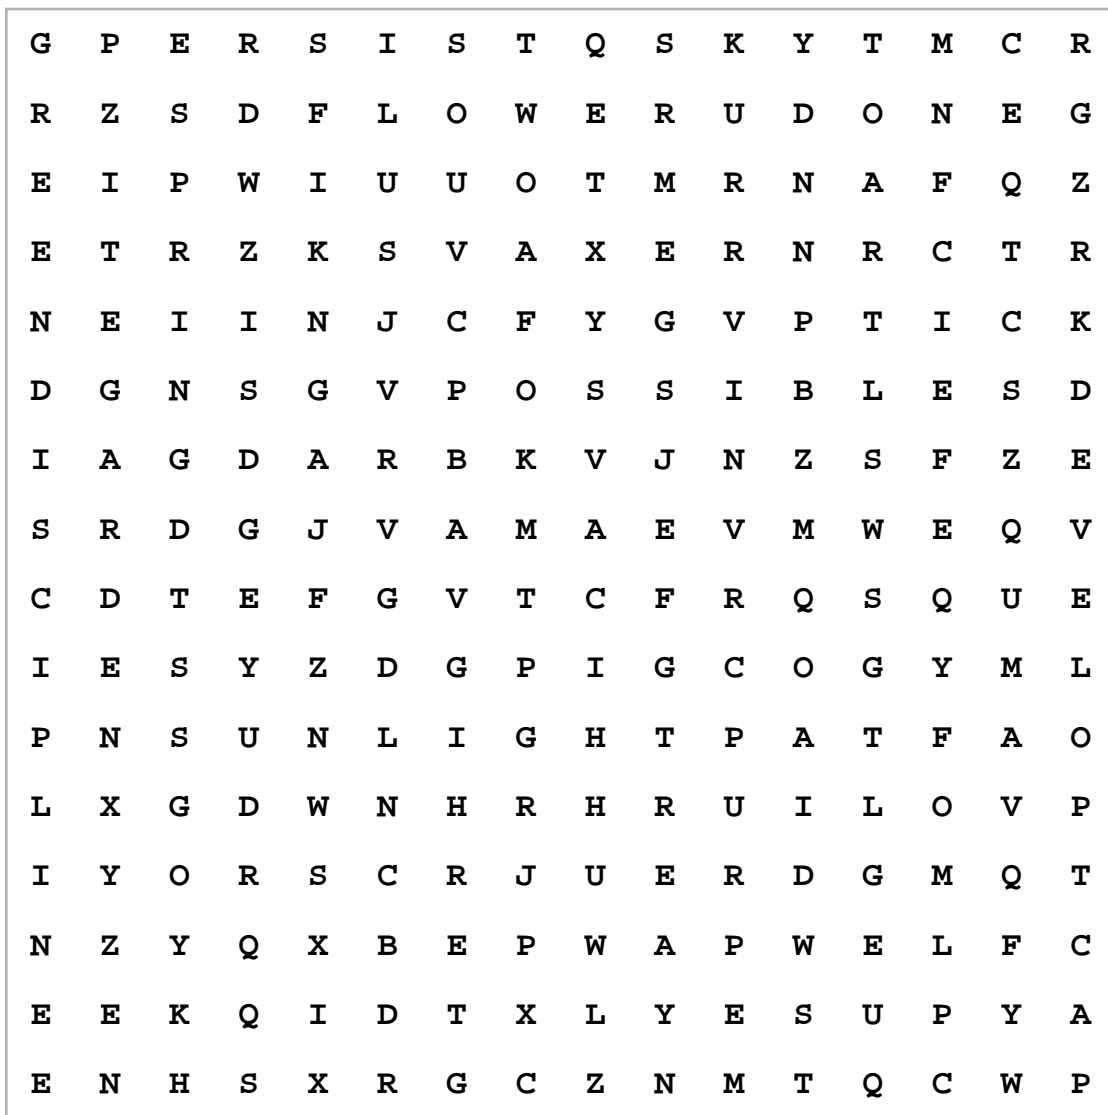 G P E R S I S T Q S K Y T M C R
R Z S D F L O W E R U D O N E G
E I P W I U U O T M R N A F Q Z
E T R Z K S V A X E R N R C T R
N E I I N J C F Y G V P T I C K
D G N S G V P O S S I B L E S D
I A G D A R B K V J N Z S F Z E
S R D G J V A M A E V M W E Q V
C D T E F G V T C F R Q S Q U E
I E S Y Z D G P I G C O G Y M L
P N S U N L I G H T P A T F A O
L X G D W N H R H R U I L O V P
I Y O R S C R J U E R D G M Q T
N Z Y Q X B E P W A P W E L F C
E E K Q I D T X L Y E S U P Y A
E N H S X R G C Z N M T Q C W P